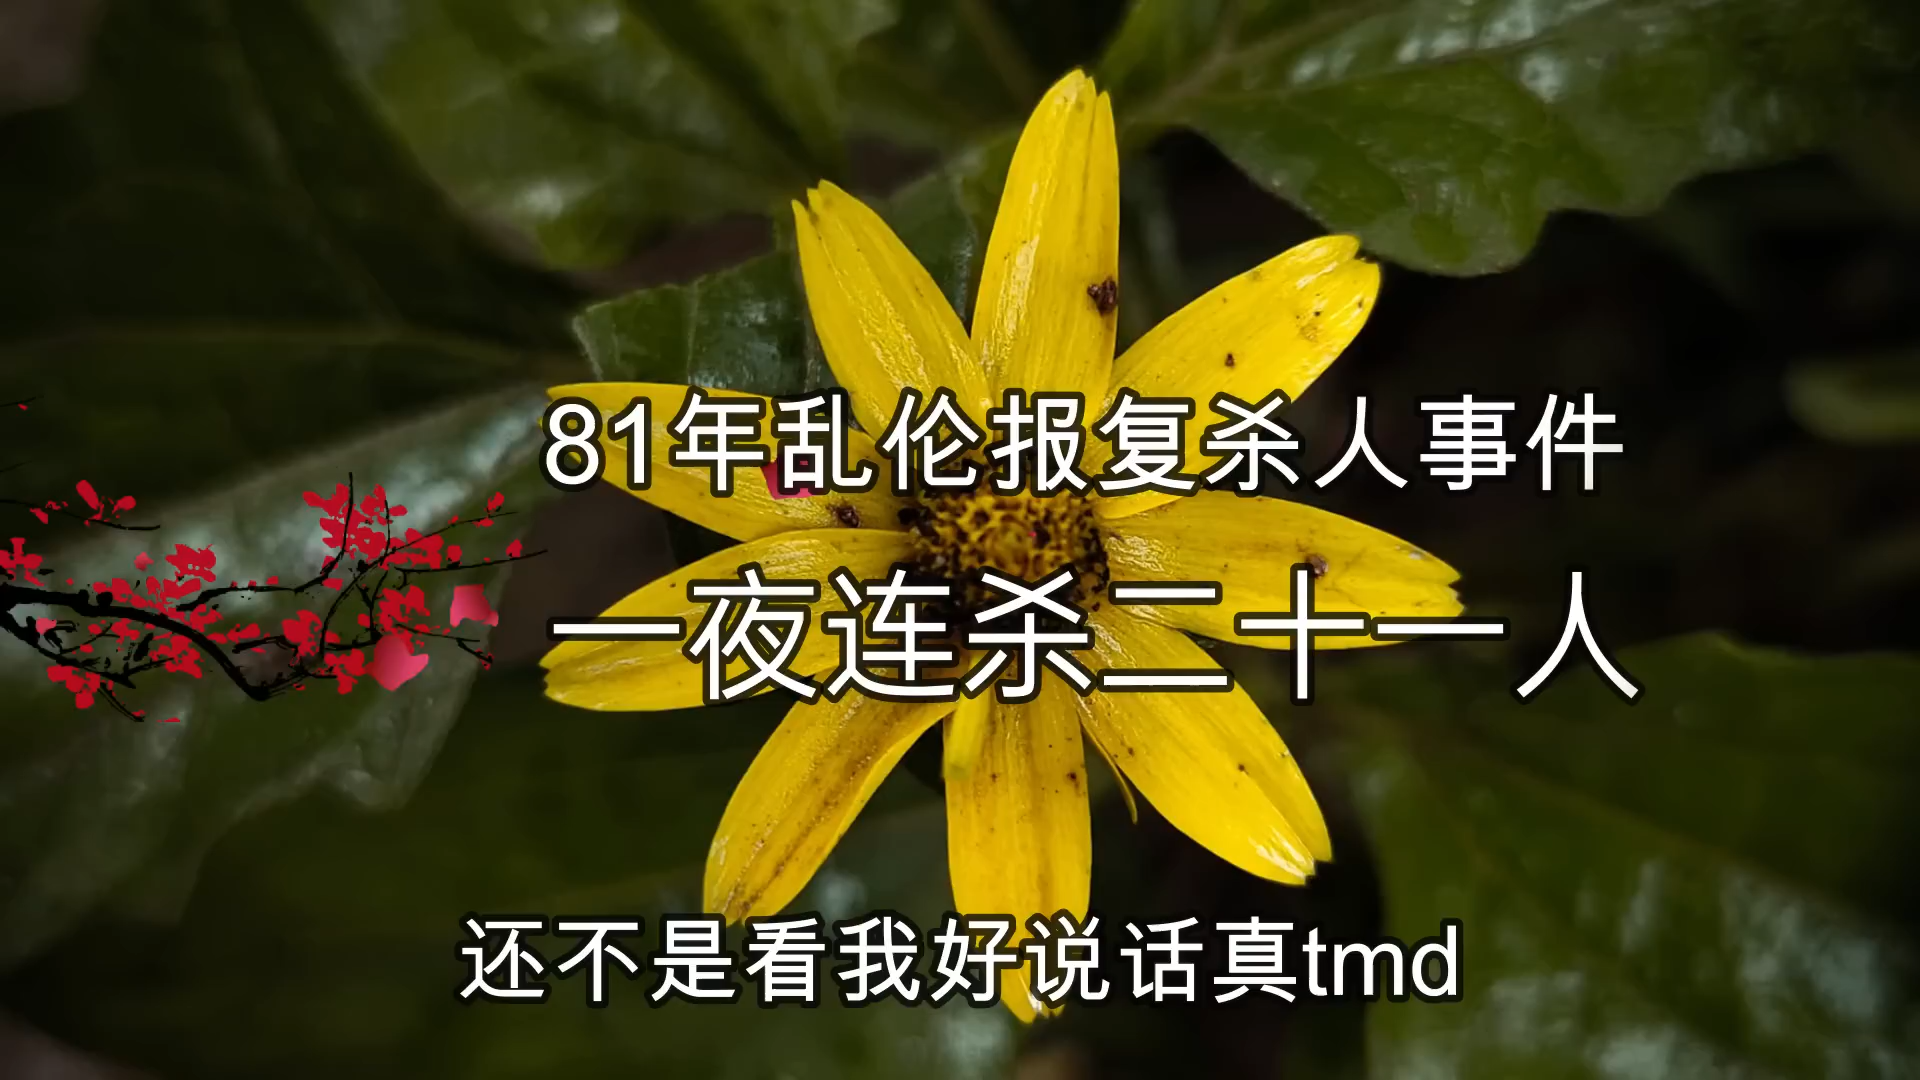 81年乱伦报复杀人事件
一夜连杀二十一人
还不是看我好说话真tmd